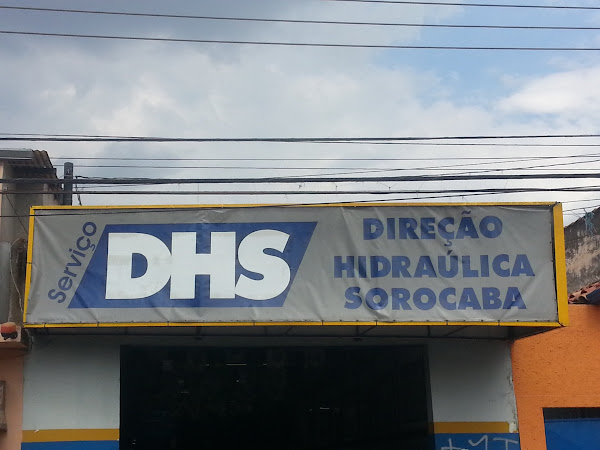 Serviço
DHS
DIREÇÃO
HIDRAÚLICA
SOROCABA